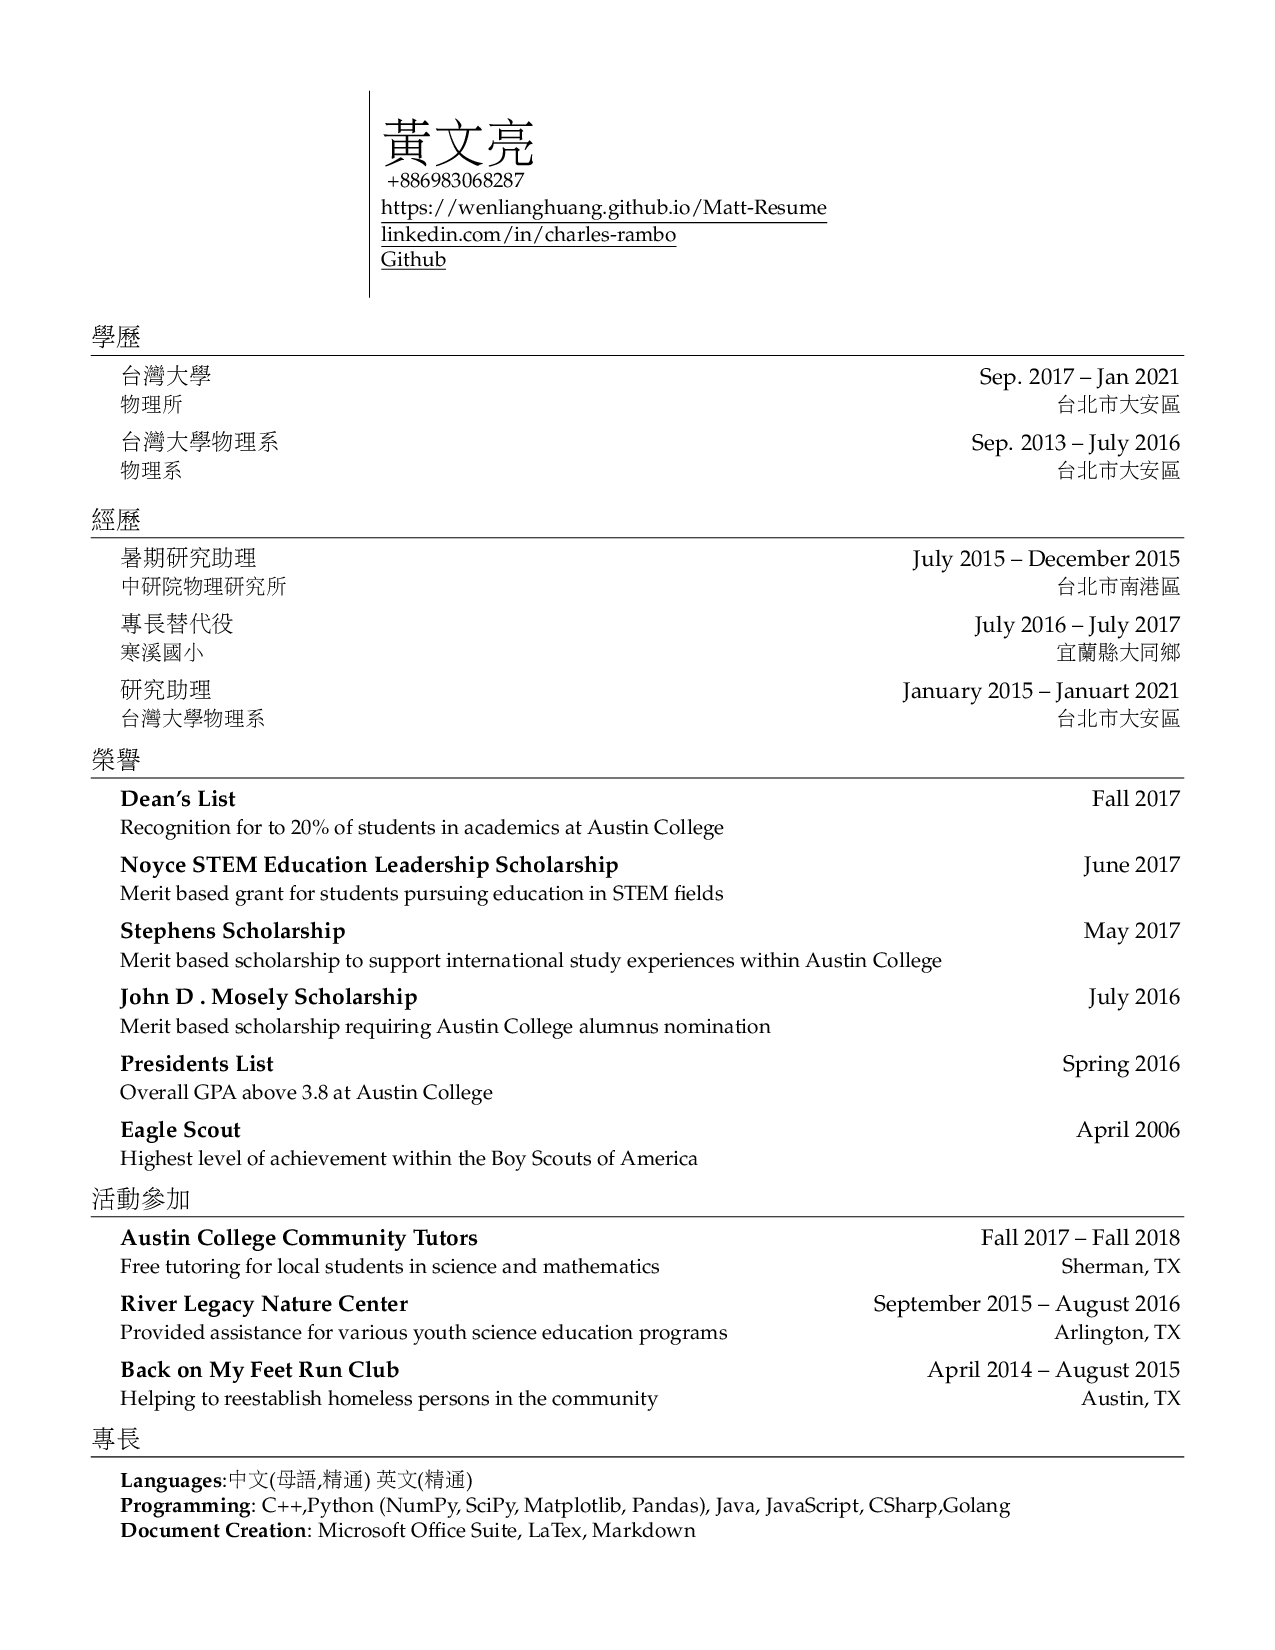 黃文亮
+886983068287
https://wenlianghuang.github.io/Matt-Resume
linkedin.com/in/charles-rambo
Github
學歷
台灣大學 Sep. 2017 – Jan 2021
物理所 台北市大安區
台灣大學物理系 Sep. 2013 – July 2016
物理系 台北市大安區
經歷
暑期研究助理 July 2015 – December 2015
中研院物理研究所 台北市南港區
專長替代役 July 2016 – July 2017
寒溪國小 宜蘭縣大同鄉
研究助理 January 2015 – Januart 2021
台灣大學物理系 台北市大安區
榮譽
Dean's List Fall 2017
Recognition for to 20% of students in academics at Austin College
Noyce STEM Education Leadership Scholarship June 2017
Merit based grant for students pursuing education in STEM fields
Stephens Scholarship May 2017
Merit based scholarship to support international study experiences within Austin College
John D . Mosely Scholarship July 2016
Merit based scholarship requiring Austin College alumnus nomination
Presidents List Spring 2016
Overall GPA above 3.8 at Austin College
Eagle Scout April 2006
Highest level of achievement within the Boy Scouts of America
活動參加
Austin College Community Tutors Fall 2017 – Fall 2018
Free tutoring for local students in science and mathematics Sherman, TX
River Legacy Nature Center September 2015 – August 2016
Provided assistance for various youth science education programs Arlington, TX
Back on My Feet Run Club April 2014 – August 2015
Helping to reestablish homeless persons in the community Austin, TX
專長
Languages:中文(母語,精通) 英文(精通)
Programming: C++,Python (NumPy, SciPy, Matplotlib, Pandas), Java, JavaScript, CSharp,Golang
Document Creation: Microsoft Office Suite, LaTex, Markdown